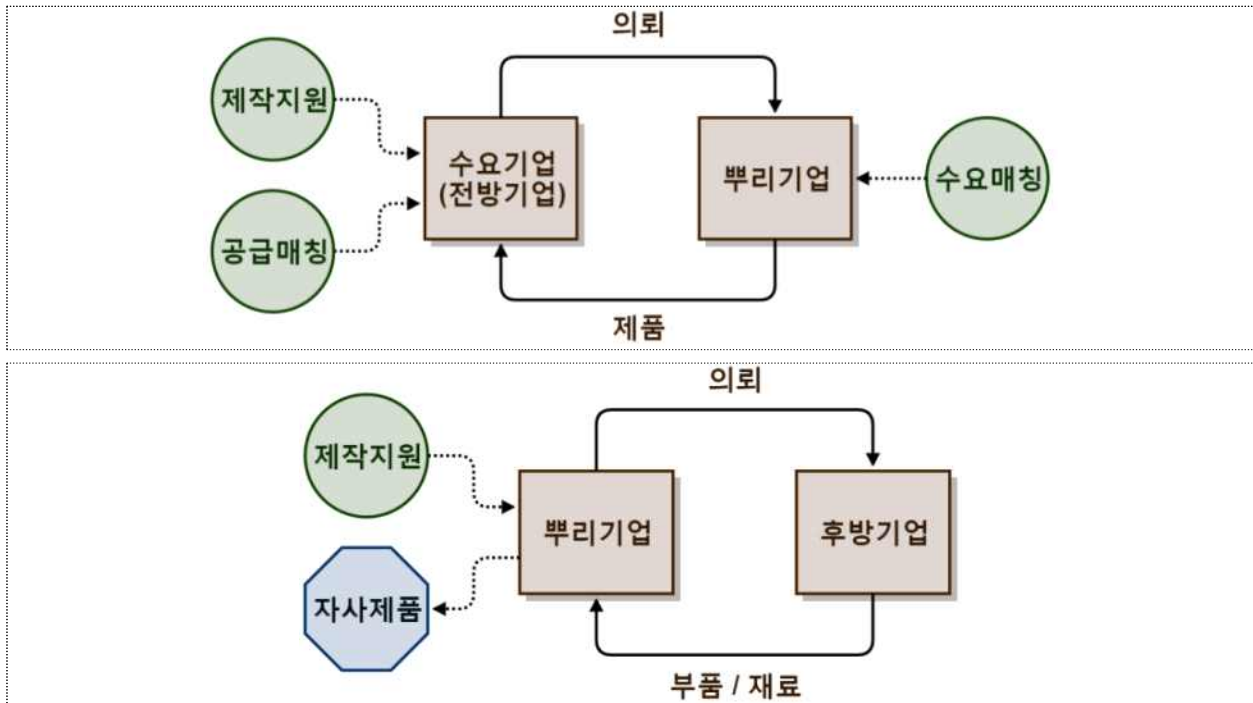 의뢰
제작지원
수요기업
(전방기업)
뿌리기업
수요매칭
공급매칭
제품
의뢰
제작지원
뿌리기업
후방기업
자사제품
부품 / 재료